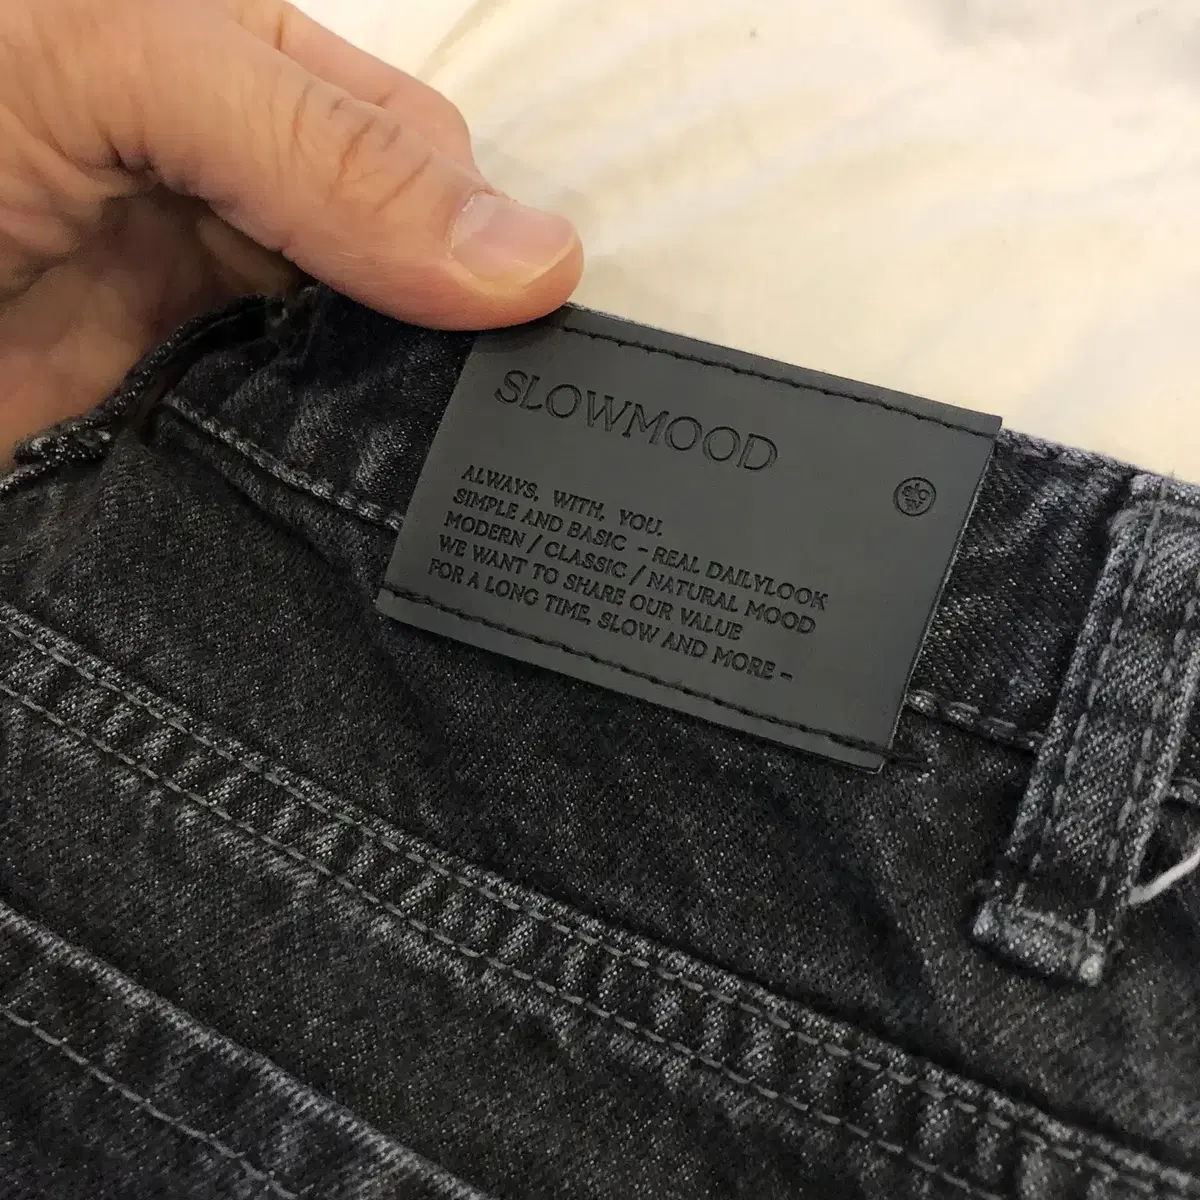 SLOWMOOD
ALWAYS, WITH, YOU.
SIMPLE AND BASIC - REAL DAILYLOOK
MODERN / CLASSIC / NATURAL MOOD
WE WANT TO SHARE OUR VALUE
FOR A LONG TIME, SLOW AND MORE -